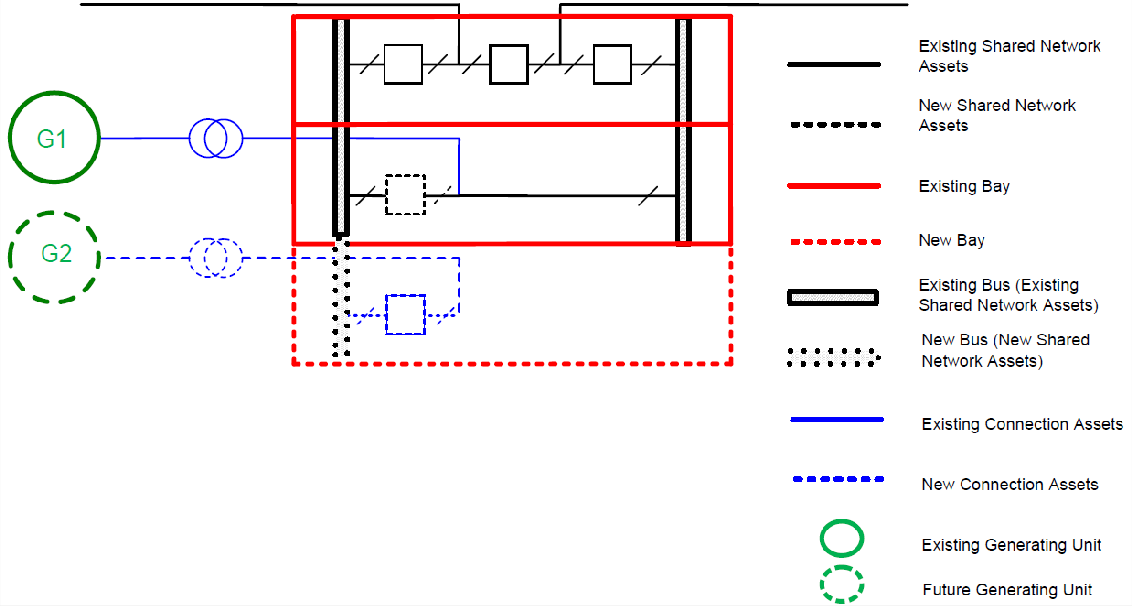 G1
G2
Existing Shared Network
Assets
New Shared Network
Assets
Existing Bay
New Bay
Existing Bus (Existing
Shared Network Assets)
New Bus (New Shared
Network Assets)
Existing Connection Assets
New Connection Assets
Existing Generating Unit
Future Generating Unit